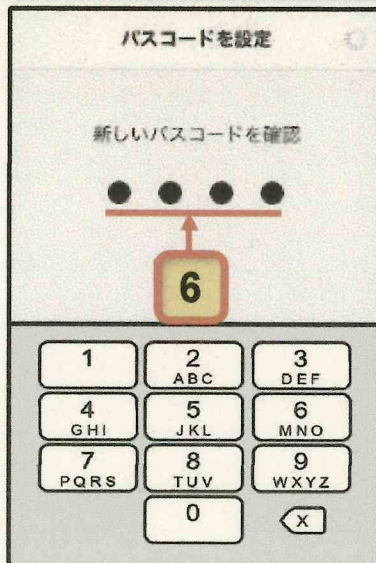 パスコードを設定
新しいパスコードを確認
6
1 2 3
ABC DEF
4 5 6
GHI JKL MNO
7 8 9
PQRS TUV WXYZ
0 X